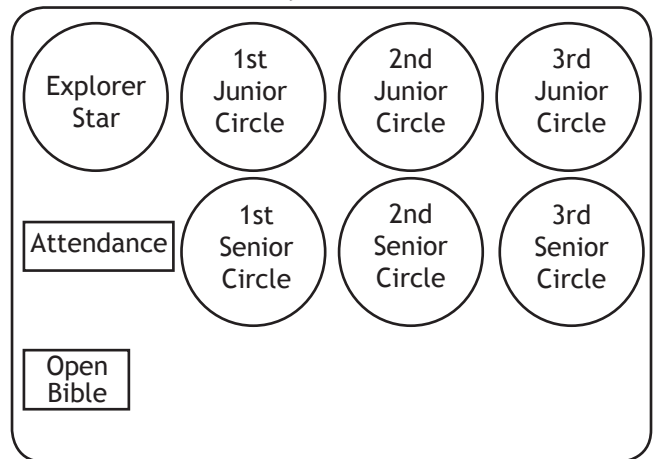 Explorer
Star
1st
Junior
Circle
2nd
Junior
Circle
3rd
Junior
Circle
Attendance
1st
Senior
Circle
2nd
Senior
Circle
3rd
Senior
Circle
Open
Bible